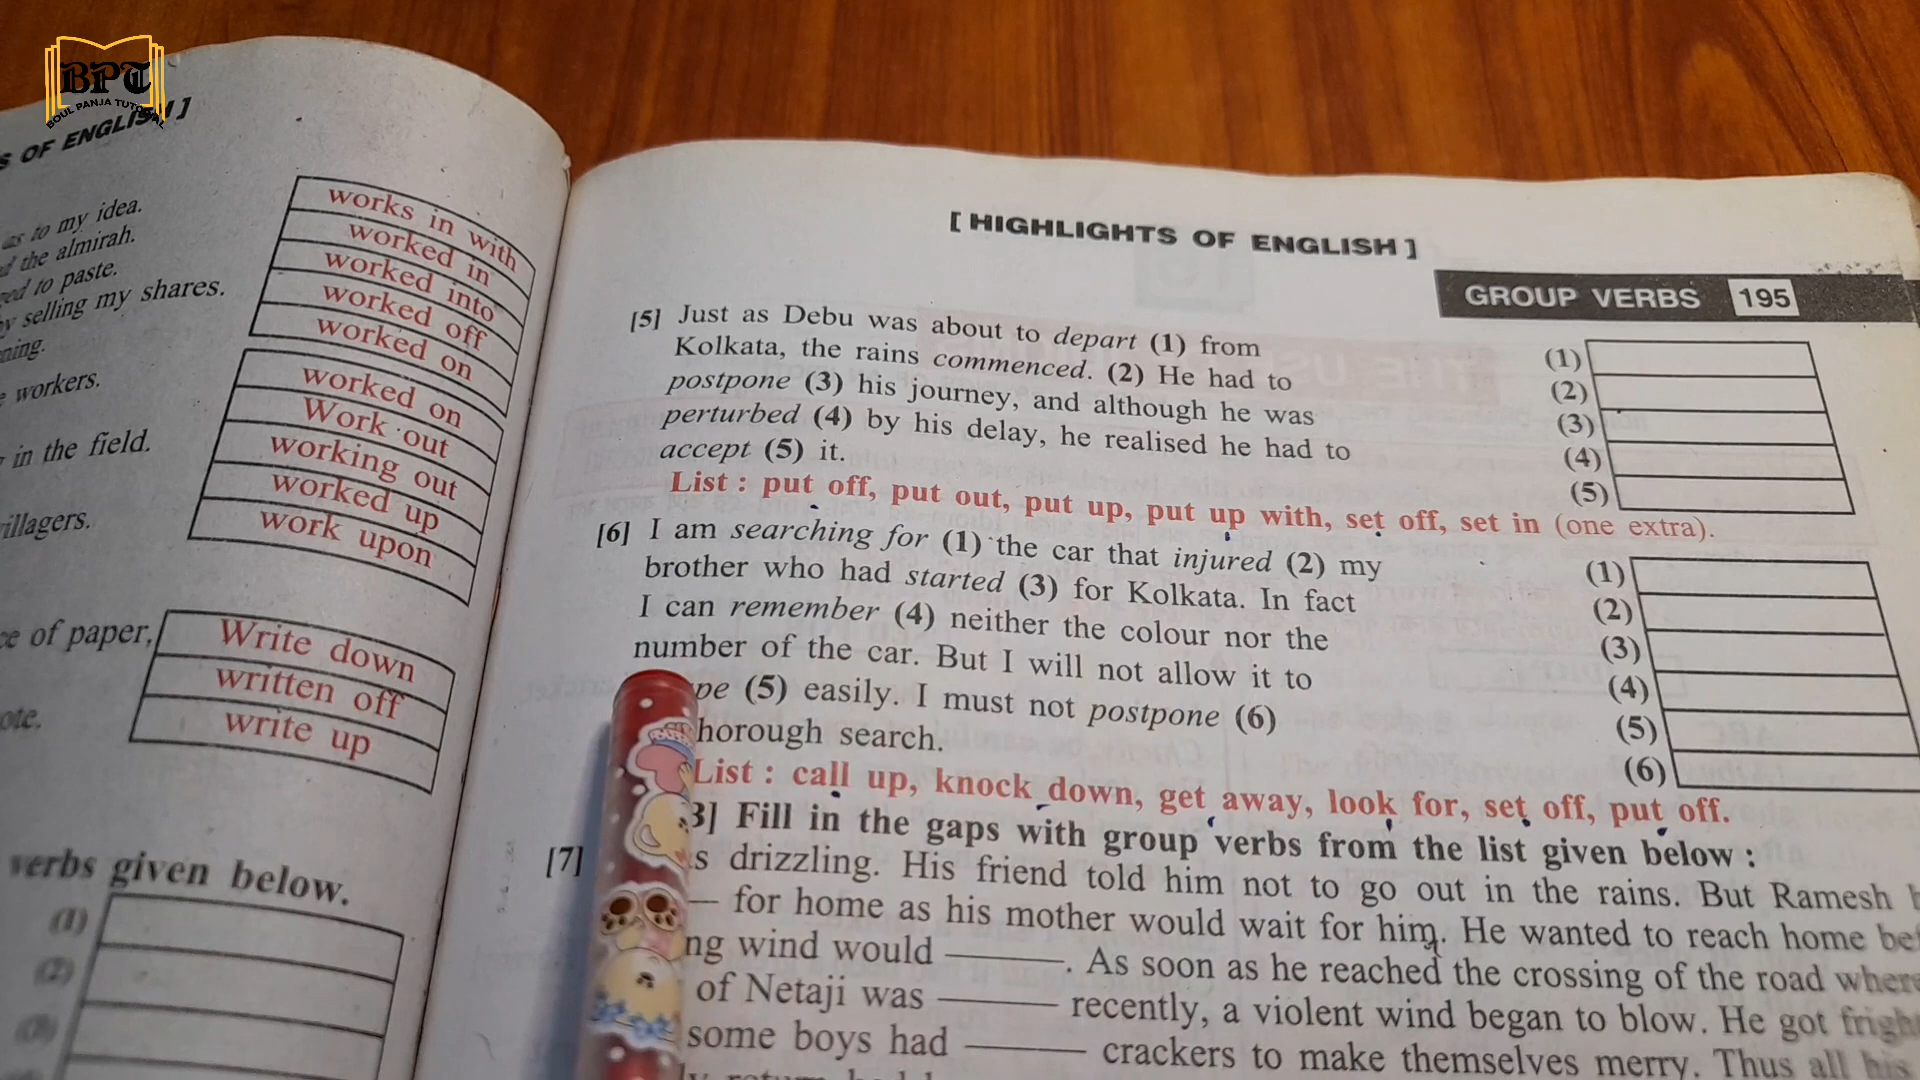 BPT
BOUL PANJA TUTORIAL
OF ENGLISH ]
as to my idea.
the almirah.
to paste.
selling my shares.
workers.
in the field.
works in with
worked in
worked into
worked off
worked on
worked on
Work out
working out
worked up
work upon
of paper,
Write down
written off
write up
verbs given below.
(1)
(2)
(3)
[ HIGHLIGHTS OF ENGLISH ]
GROUP VERBS 195
[5] Just as Debu was about to depart (1) from
Kolkata, the rains commenced. (2) He had to
postpone (3) his journey, and although he was
perturbed (4) by his delay, he realised he had to
accept (5) it.
(1)
(2)
(3)
(4)
(5)
List : put off, put out, put up, put up with, set off, set in (one extra).
[6] I am searching for (1) the car that injured (2) my
brother who had started (3) for Kolkata. In fact
I can remember (4) neither the colour nor the
number of the car. But I will not allow it to
(5) easily. I must not postpone (6)
search.
(1)
(2)
(3)
(4)
(5)
(6)
List : call up, knock down, get away, look for, set off, put off.
3] Fill in the gaps with group verbs from the list given below :
[7] drizzling. His friend told him not to go out in the rains. But Ramesh
— for home as his mother would wait for him. He wanted to reach home
wind would ———. As soon as he reached the crossing of the road
of Netaji was ——— recently, a violent wind began to blow. He got
some boys had ——— crackers to make themselves merry. Thus all his